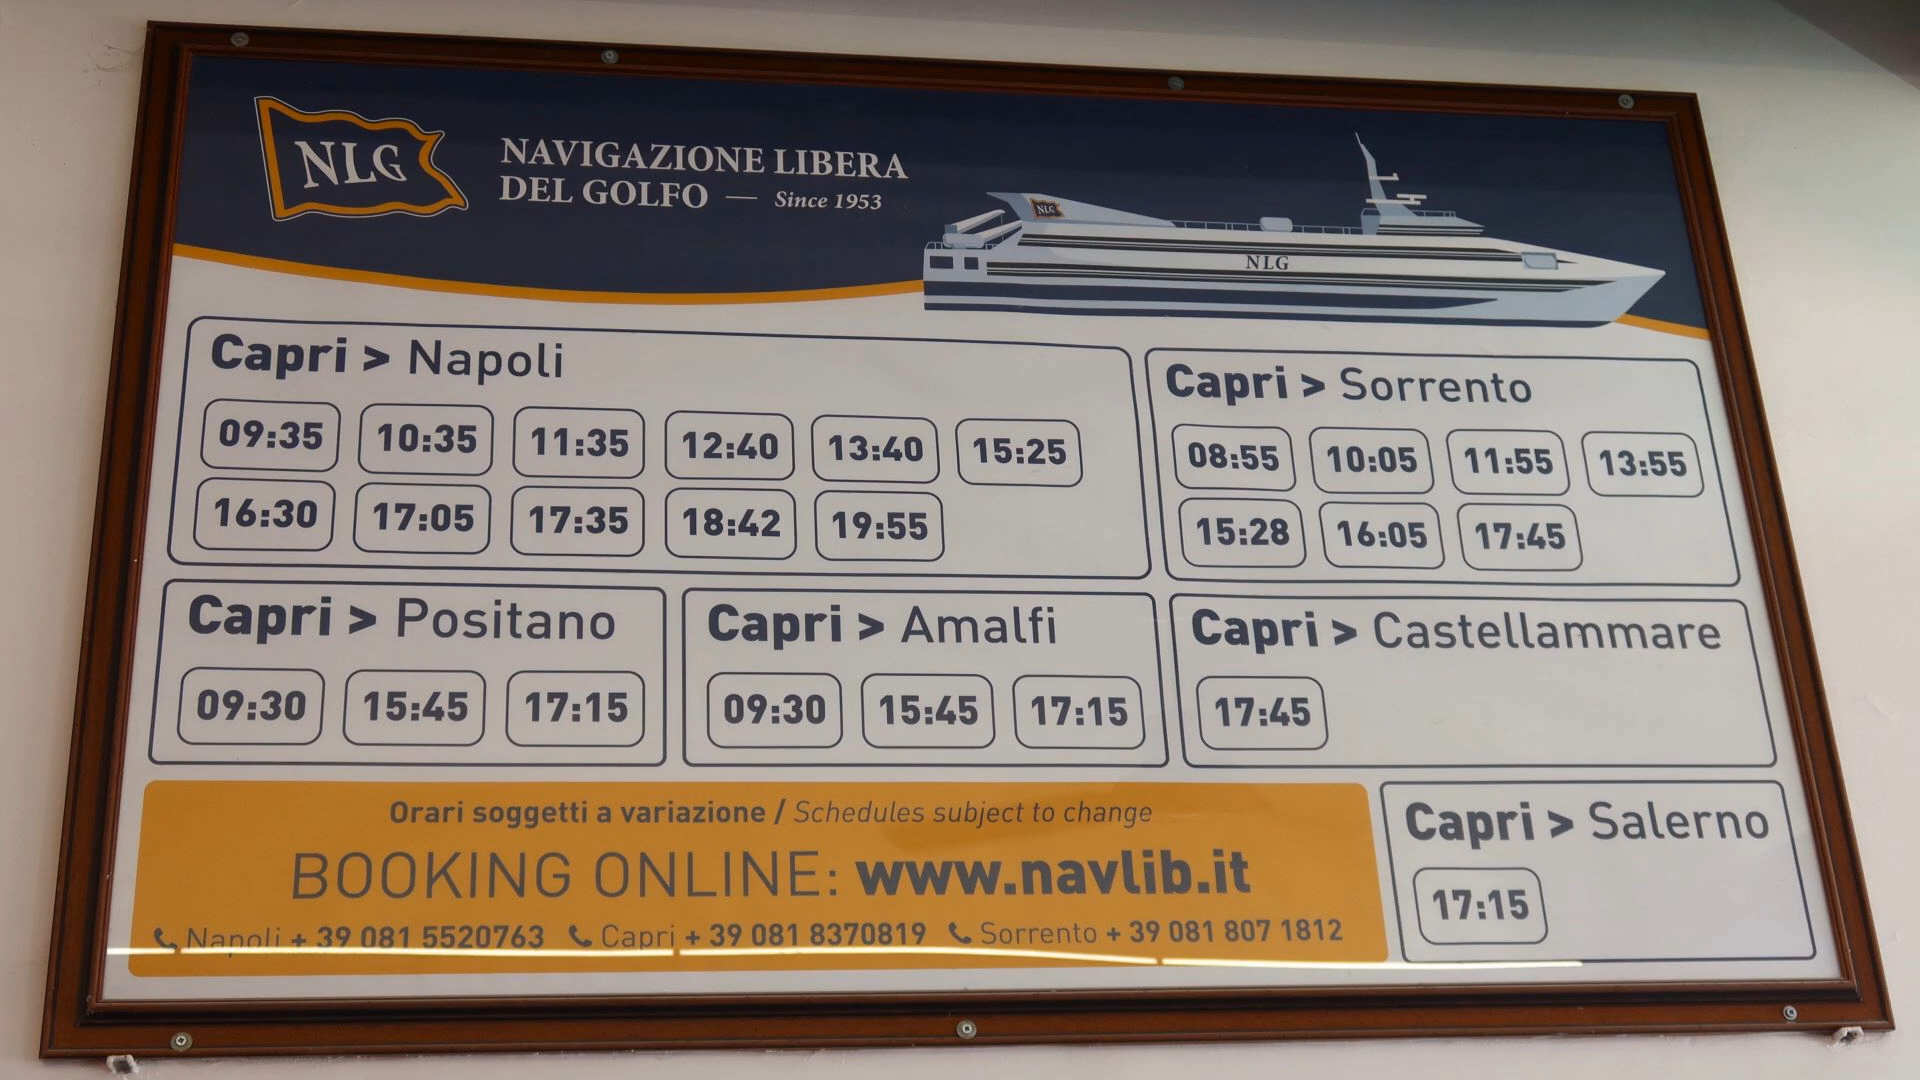 NLG
NAVIGAZIONE LIBERA
DEL GOLFO — Since 1953
NLG
NLG
Capri > Napoli
09:35 10:35 11:35 12:40 13:40 15:25
16:30 17:05 17:35 18:42 19:55
Capri > Sorrento
08:55 10:05 11:55 13:55
15:28 16:05 17:45
Capri > Positano
09:30 15:45 17:15
Capri > Amalfi
09:30 15:45 17:15
Capri > Castellammare
17:45
Orari soggetti a variazione / Schedules subject to change
BOOKING ONLINE: www.navlib.it
Napoli + 39 081 5520763 Capri + 39 081 8370819 Sorrento + 39 081 807 1812
Capri > Salerno
17:15